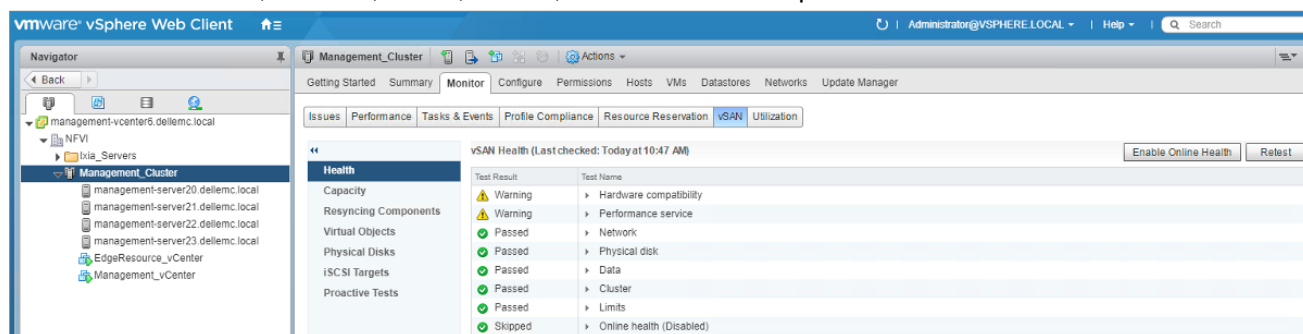 vmware® vSphere Web Client
Administrator@VSPHERE.LOCAL | Help | Search
Navigator
Back
management-vcenter6.dellemc.local
NFVI
Ixia_Servers
Management_Cluster
management-server20.dellemc.local
management-server21.dellemc.local
management-server22.dellemc.local
management-server23.dellemc.local
EdgeResource_vCenter
Management_vCenter
Management_Cluster Actions
Getting Started Summary Monitor Configure Permissions Hosts VMs Datastores Networks Update Manager
Issues Performance Tasks & Events Profile Compliance Resource Reservation vSAN Utilization
Health
Capacity
Resyncing Components
Virtual Objects
Physical Disks
iSCSI Targets
Proactive Tests
vSAN Health (Last checked: Today at 10:47 AM)
Enable Online Health Retest
Test Result Test Name
Warning Hardware compatibility
Warning Performance service
Passed Network
Passed Physical disk
Passed Data
Passed Cluster
Passed Limits
Skipped Online health (Disabled)